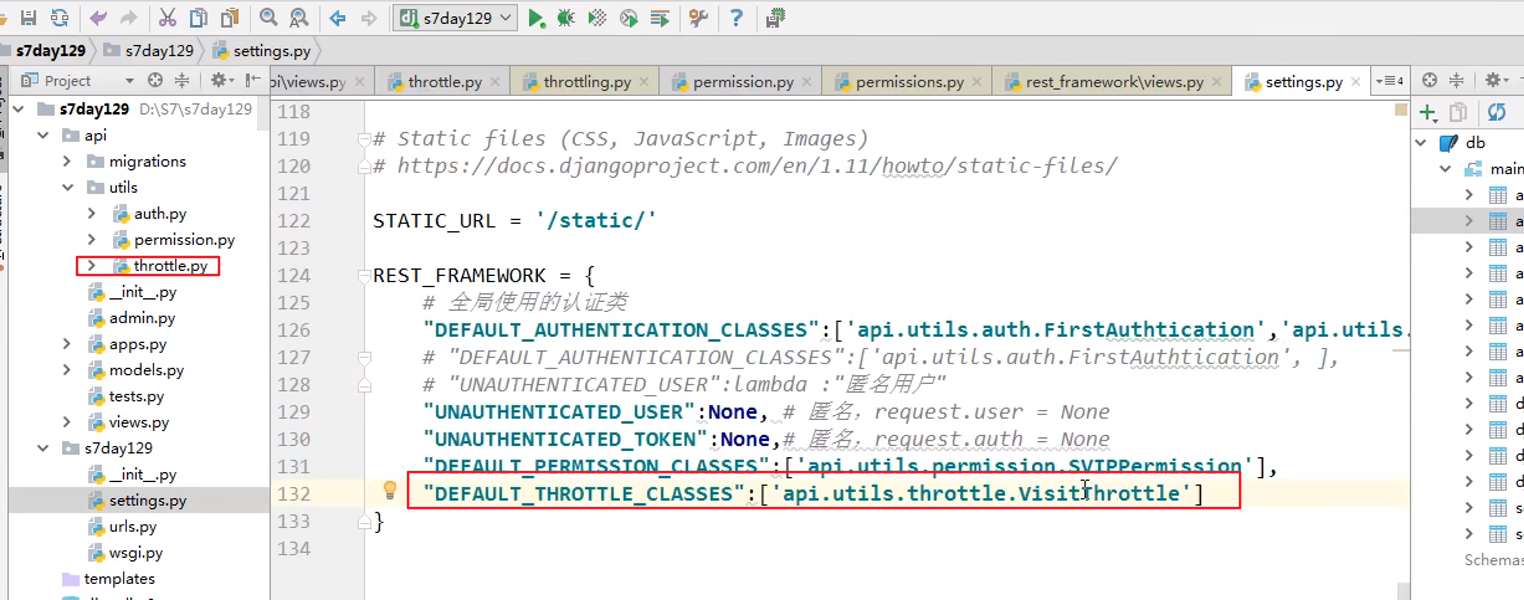 s7day129
s7day129 s7day129 settings.py
Project
views.py throttle.py throttling.py permission.py permissions.py rest_framework\views.py settings.py 4
s7day129 D:\S7\s7day129
api
migrations
utils
auth.py
permission.py
throttle.py
__init__.py
admin.py
apps.py
models.py
tests.py
views.py
s7day129
__init__.py
settings.py
urls.py
wsgi.py
templates
118
119 # Static files (CSS, JavaScript, Images)
120 # https://docs.djangoproject.com/en/1.11/howto/static-files/
121
122 STATIC_URL = '/static/'
123
124 REST_FRAMEWORK = {
125 # 全局使用的认证类
126 "DEFAULT_AUTHENTICATION_CLASSES":['api.utils.auth.FirstAuthtication','api.utils.
127 # "DEFAULT_AUTHENTICATION_CLASSES":['api.utils.auth.FirstAuthtication', ],
128 # "UNAUTHENTICATED_USER":lambda :"匿名用户"
129 "UNAUTHENTICATED_USER":None, # 匿名，request.user = None
130 "UNAUTHENTICATED_TOKEN":None,# 匿名，request.auth = None
131 "DEFAULT_PERMISSION_CLASSES":['api.utils.permission.SVIPPermission'],
132 "DEFAULT_THROTTLE_CLASSES":['api.utils.throttle.VisitThrottle']
133 }
134
db
main
Schemas